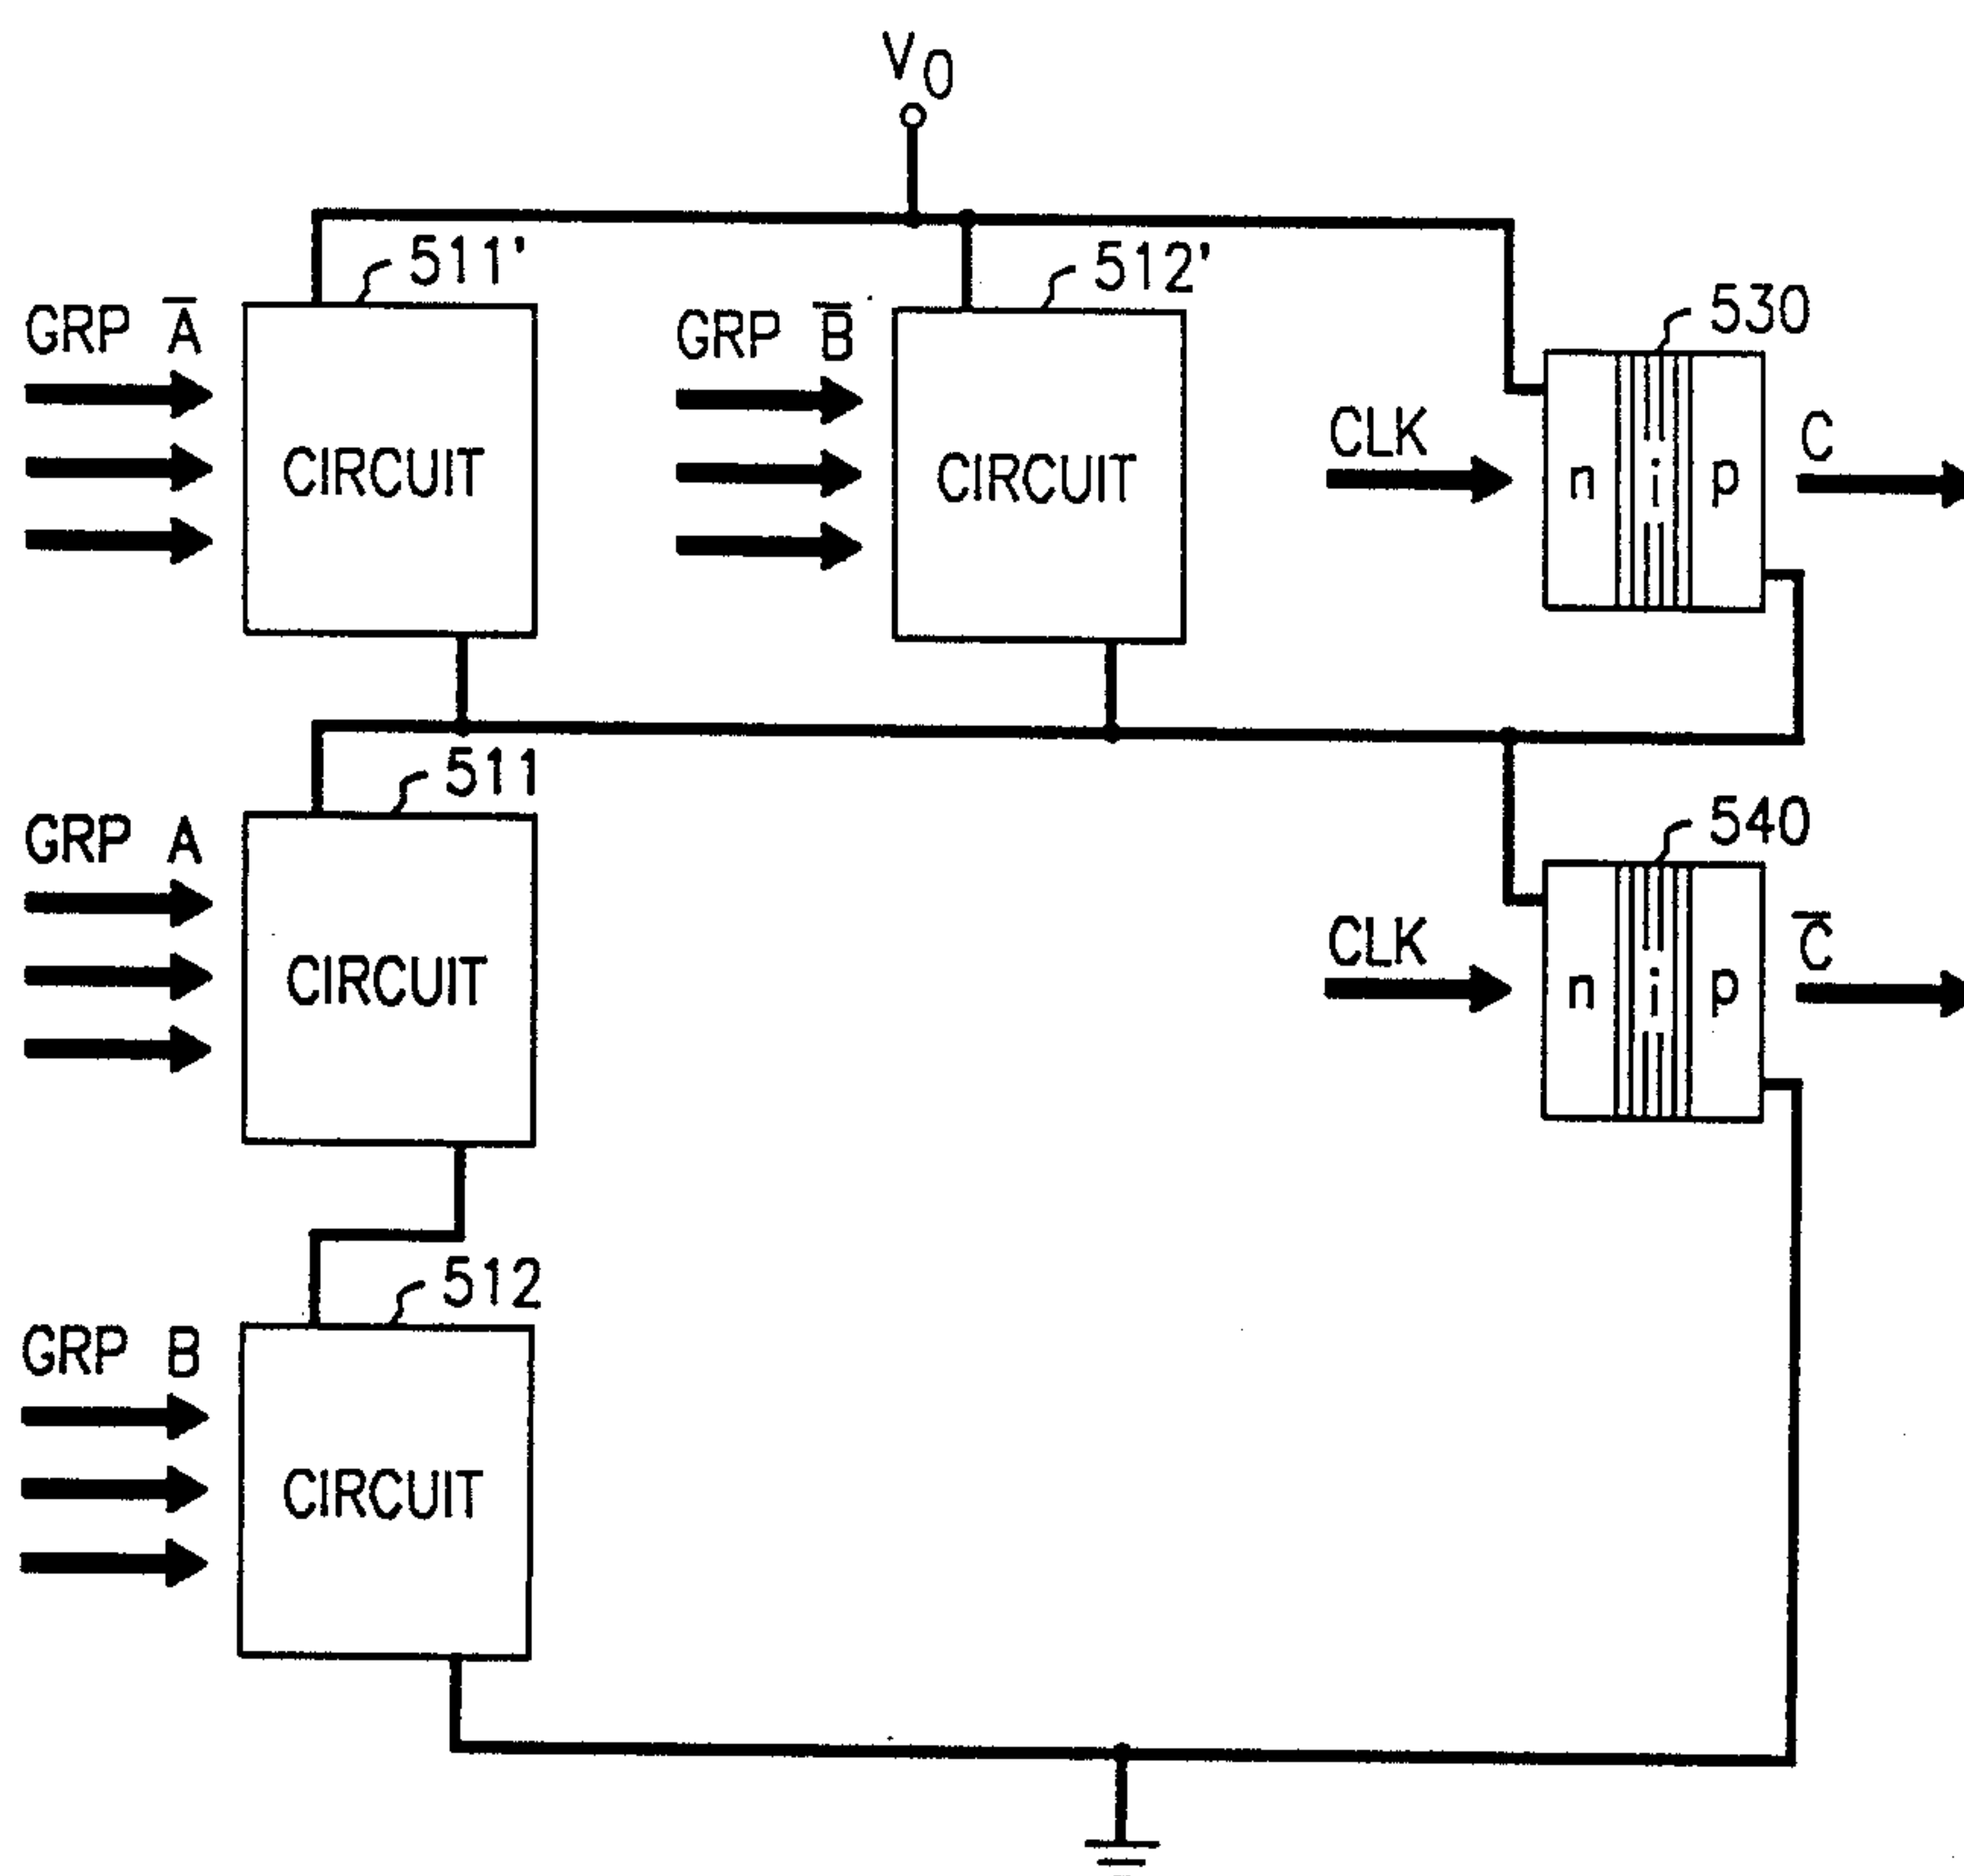 V0
511'
512'
GRP A̅
GRP B̅
530
CIRCUIT
CIRCUIT
CLK
n i p
C
511
GRP A
540
CIRCUIT
CLK
n i p
C̅
512
GRP B
CIRCUIT